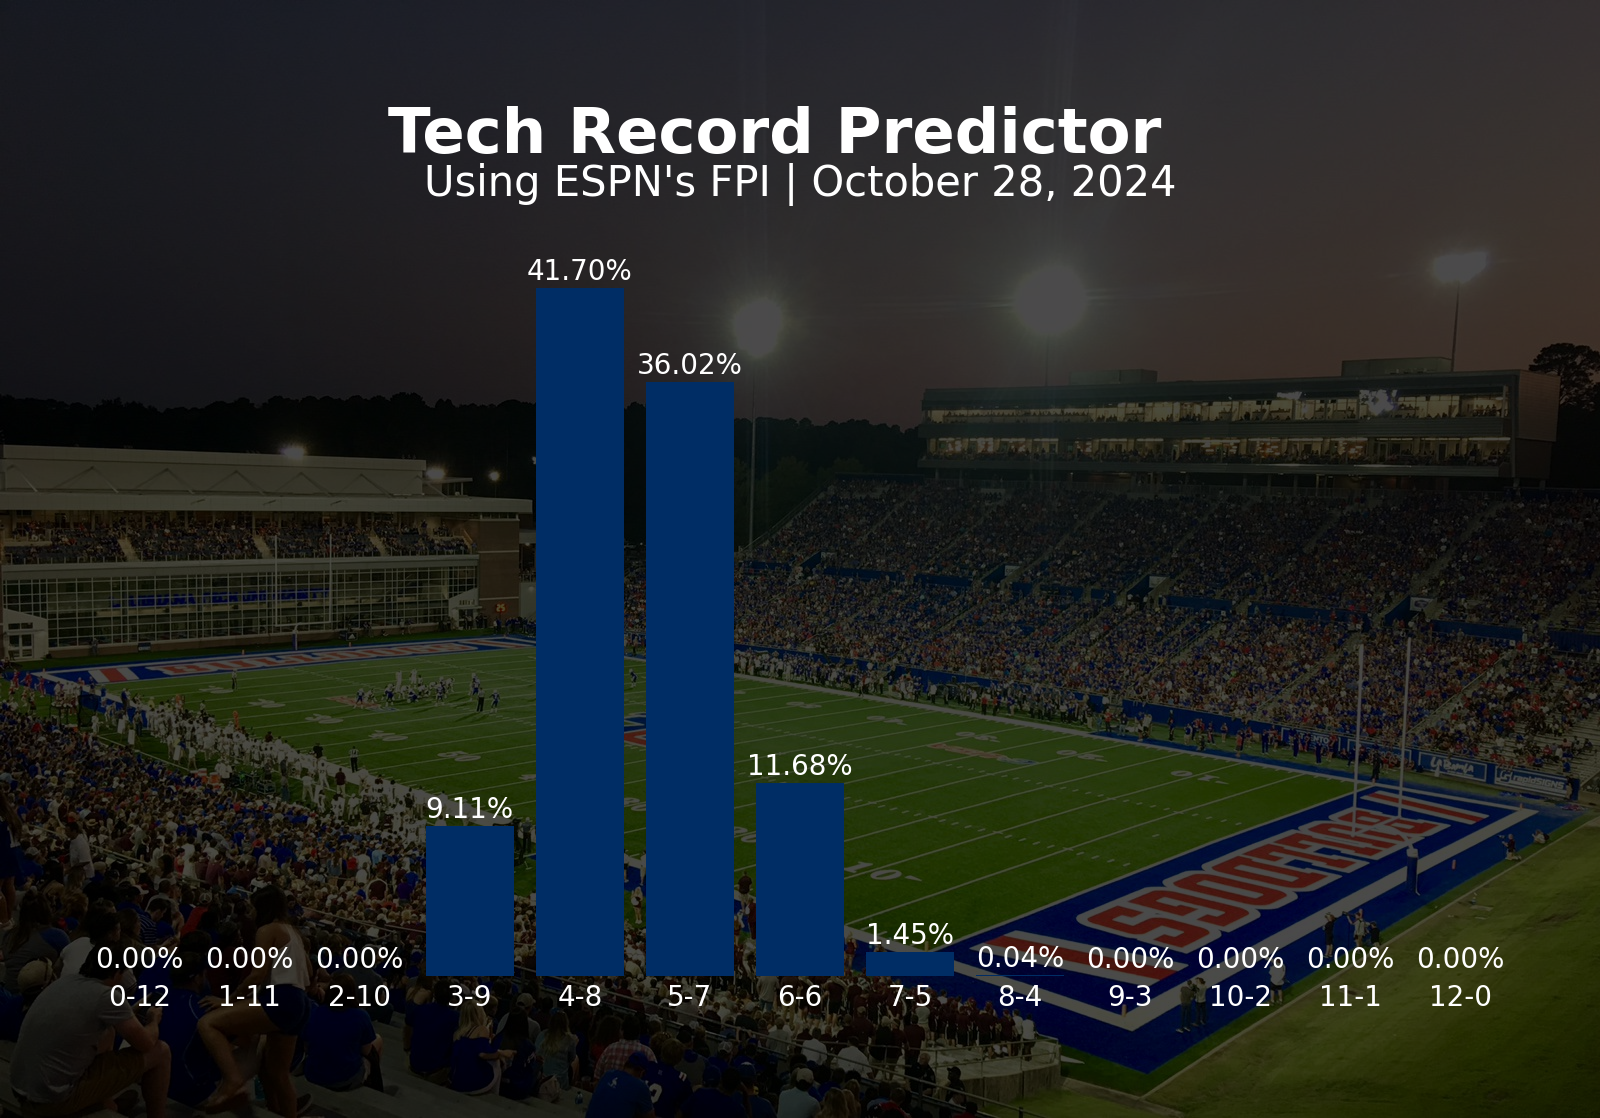 Tech Record Predictor
Using ESPN's FPI | October 28, 2024
41.70%
36.02%
11.68%
9.11%
1.45%
0.00% 0.00% 0.00% 0.04% 0.00% 0.00% 0.00% 0.00%
0-12 1-11 2-10 3-9 4-8 5-7 6-6 7-5 8-4 9-3 10-2 11-1 12-0
BULLDOGS